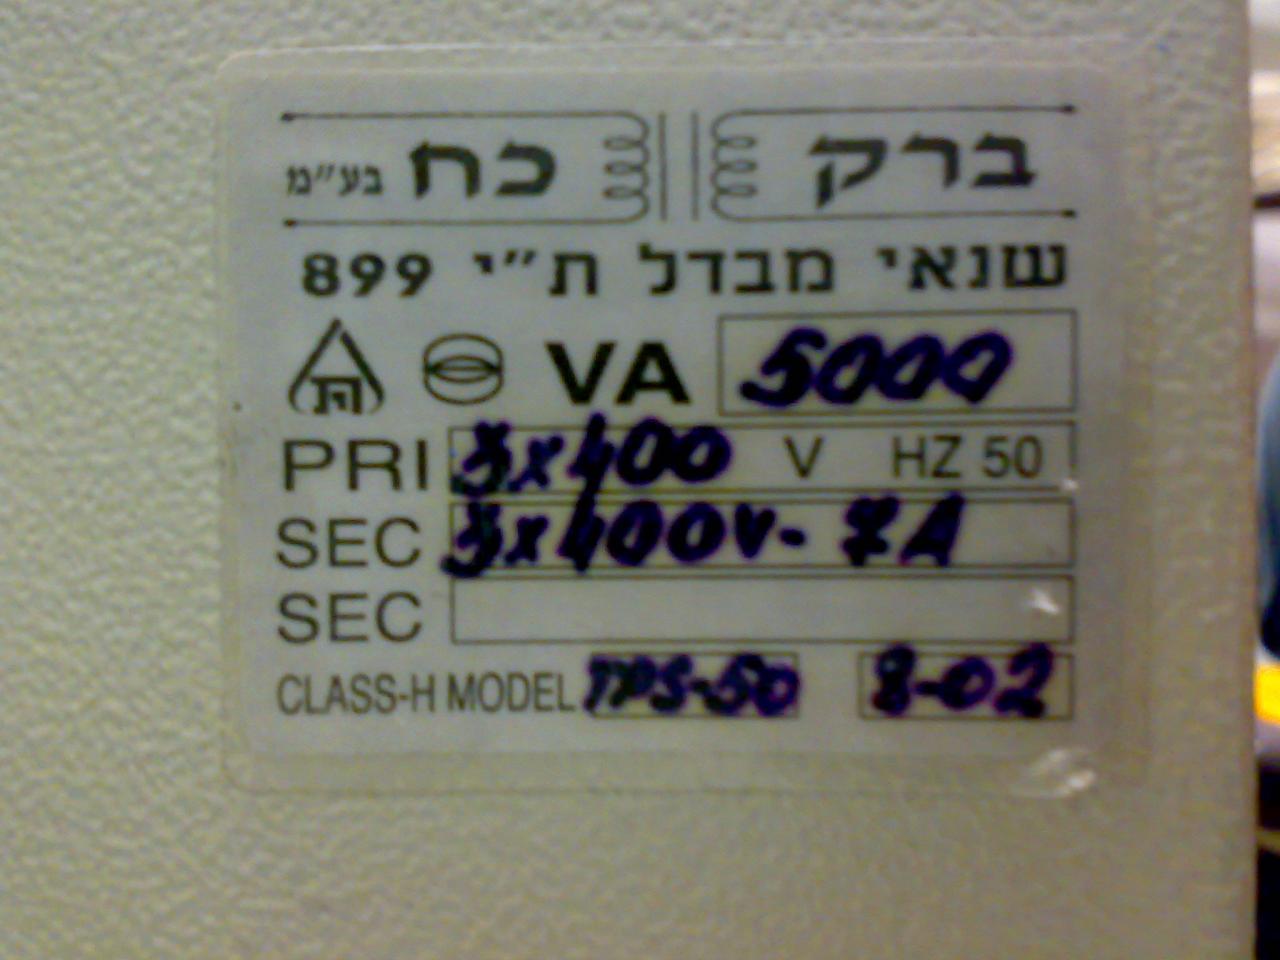 ברק כח בע״מ
שנאי מבדל ת״י 899
VA 5000
PRI 3x400 V HZ 50
SEC 3x400V- 7A
SEC
CLASS-H MODEL TPS-50 8-02